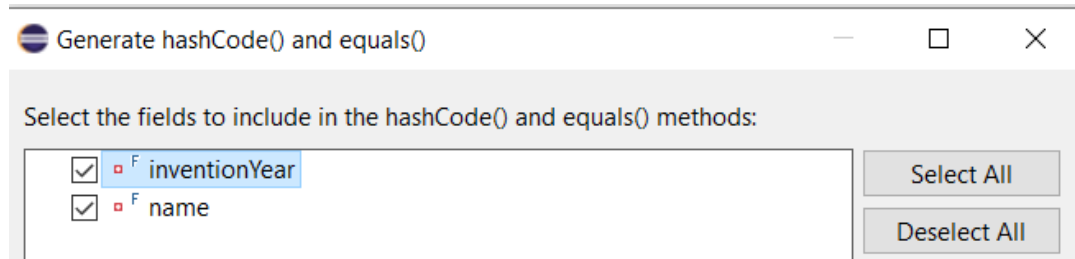 Generate hashCode() and equals()
Select the fields to include in the hashCode() and equals() methods:
F inventionYear
Select All
F name
Deselect All